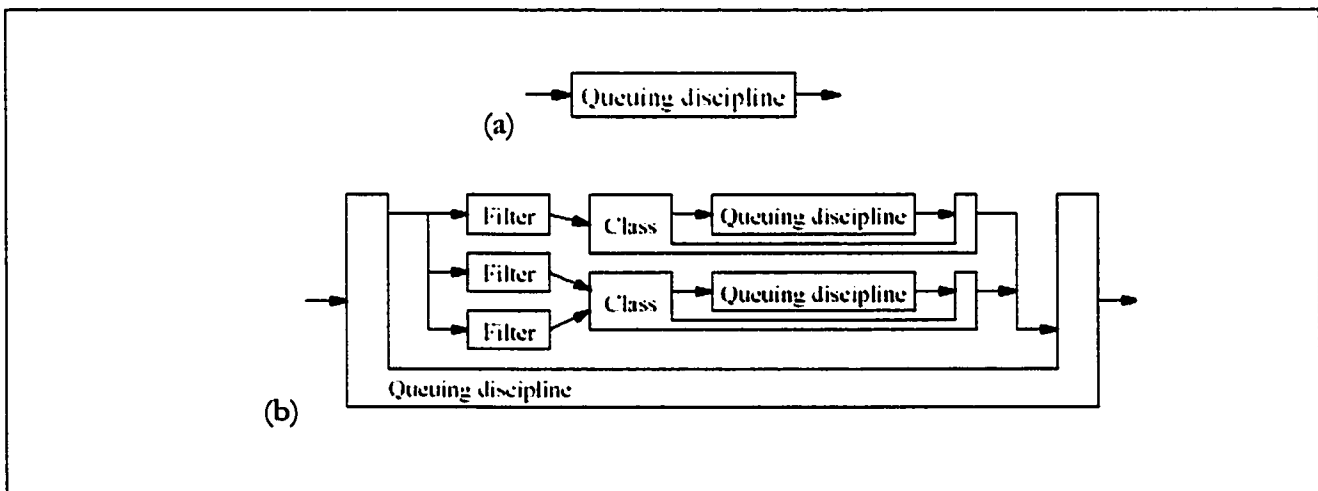 Queuing discipline
(a)
Filter
Class
Queuing discipline
Filter
Class
Queuing discipline
Filter
Queuing discipline
(b)